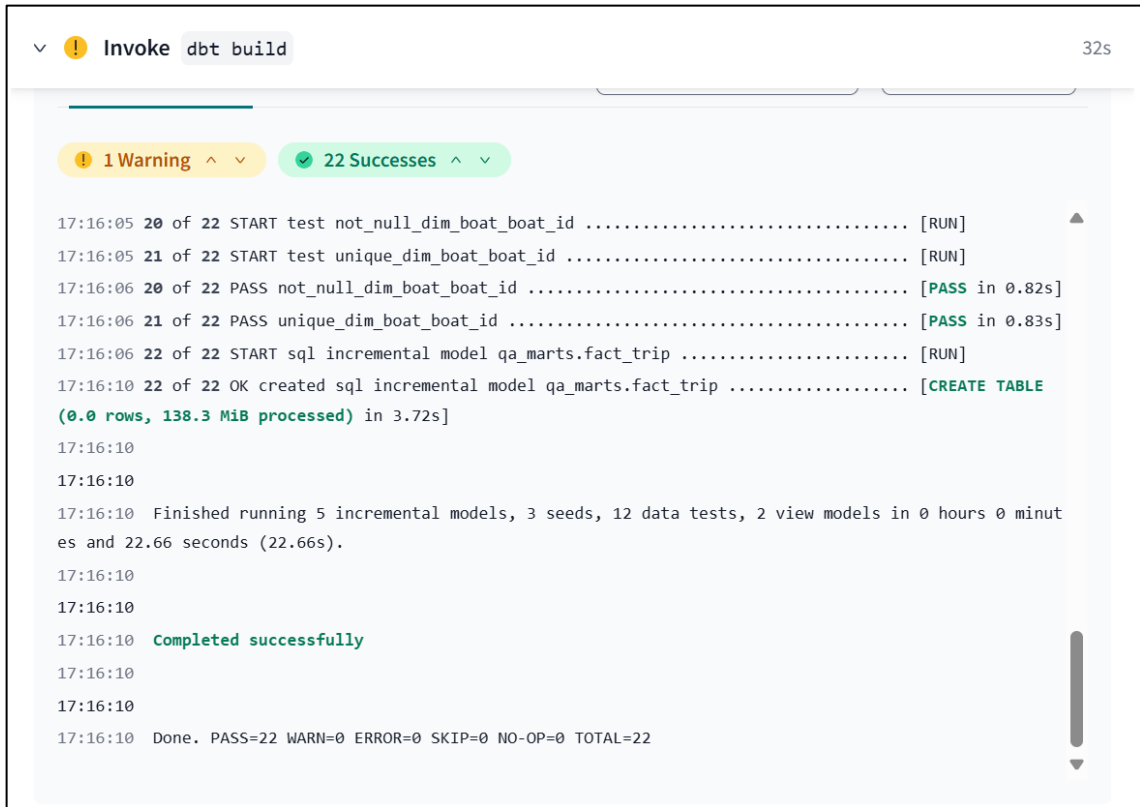 Invoke dbt build 32s
1 Warning 22 Successes
17:16:05 20 of 22 START test not_null_dim_boat_boat_id .................................. [RUN]
17:16:05 21 of 22 START test unique_dim_boat_boat_id .................................... [RUN]
17:16:06 20 of 22 PASS not_null_dim_boat_boat_id ........................................ [PASS in 0.82s]
17:16:06 21 of 22 PASS unique_dim_boat_boat_id .......................................... [PASS in 0.83s]
17:16:06 22 of 22 START sql incremental model qa_marts.fact_trip ........................ [RUN]
17:16:10 22 of 22 OK created sql incremental model qa_marts.fact_trip ................... [CREATE TABLE
(0.0 rows, 138.3 MiB processed) in 3.72s]
17:16:10
17:16:10
17:16:10 Finished running 5 incremental models, 3 seeds, 12 data tests, 2 view models in 0 hours 0 minut
es and 22.66 seconds (22.66s).
17:16:10
17:16:10
17:16:10 Completed successfully
17:16:10
17:16:10
17:16:10 Done. PASS=22 WARN=0 ERROR=0 SKIP=0 NO-OP=0 TOTAL=22